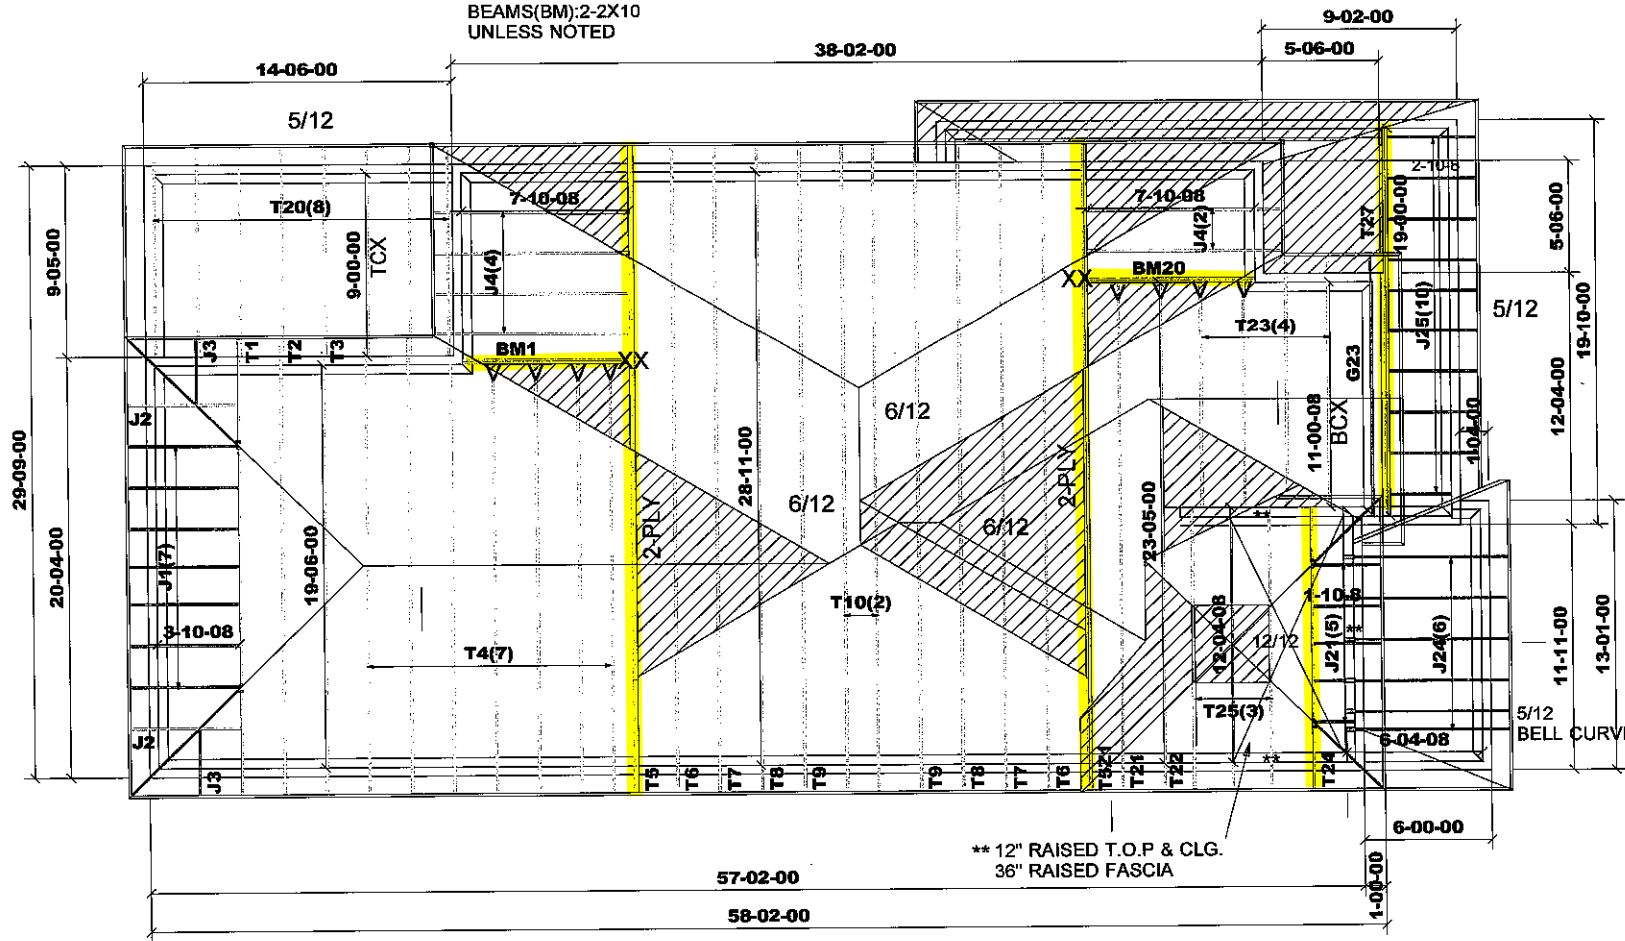 BEAMS(BM):2-2X10
UNLESS NOTED
9-02-00
38-02-00
5-06-00
14-06-00
5/12
2-10-8
T20(8)
7-10-08
7-10-08
J4(2)
T27
19-00-00
5-06-00
9-05-00
9-00-00
TCX
J4(4)
XX
BM20
J25(10)
5/12
19-10-00
J3
T1
T2
T3
BM1
XX
T23(4)
G23
J2
6/12
11-00-08
BCX
12-04-00
1-04-00
29-09-00
28-11-00
6/12
2-PLY
2-PLY
6/12
23-05-00
**
20-04-00
J1(7)
19-06-00
3-10-08
T4(7)
T10(2)
12-04-08
12/12
1-10-8
J21(5)
**
J24(6)
11-11-00
13-01-00
T25(3)
J2
J3
T5
T6
T7
T8
T9
T9
T8
T7
T6
T521
T21
T22
**
T24
6-04-08
5/12
BELL CURVE
6-00-00
** 12" RAISED T.O.P & CLG.
36" RAISED FASCIA
57-02-00
1-00-00
58-02-00